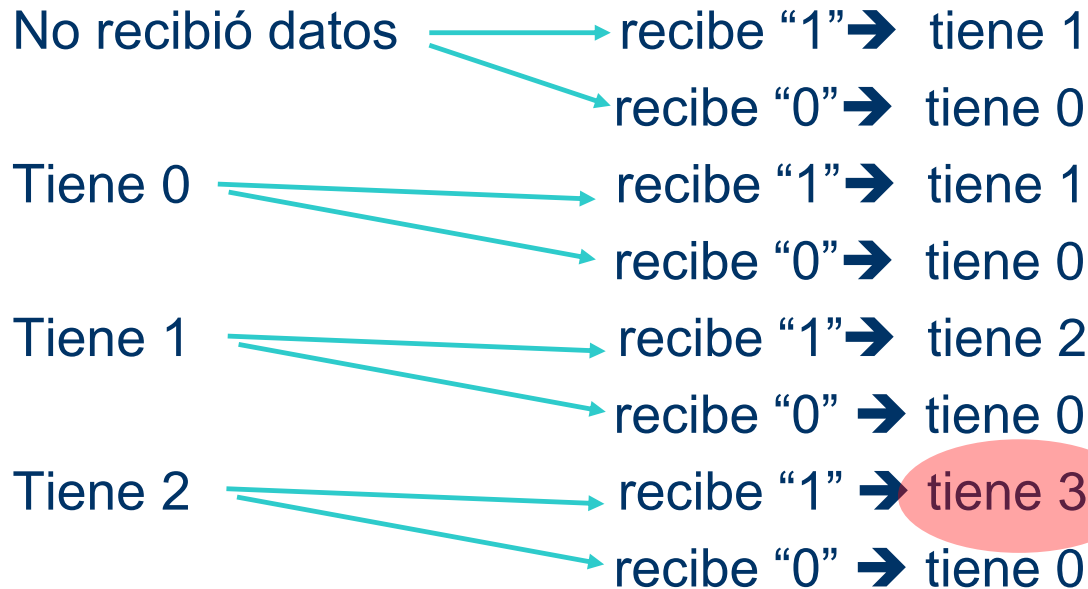 No recibió datos recibe “1”➔ tiene 1
recibe “0”➔ tiene 0
Tiene 0 recibe “1”➔ tiene 1
recibe “0”➔ tiene 0
Tiene 1 recibe “1”➔ tiene 2
recibe “0” ➔ tiene 0
Tiene 2 recibe “1” ➔ tiene 3
recibe “0” ➔ tiene 0